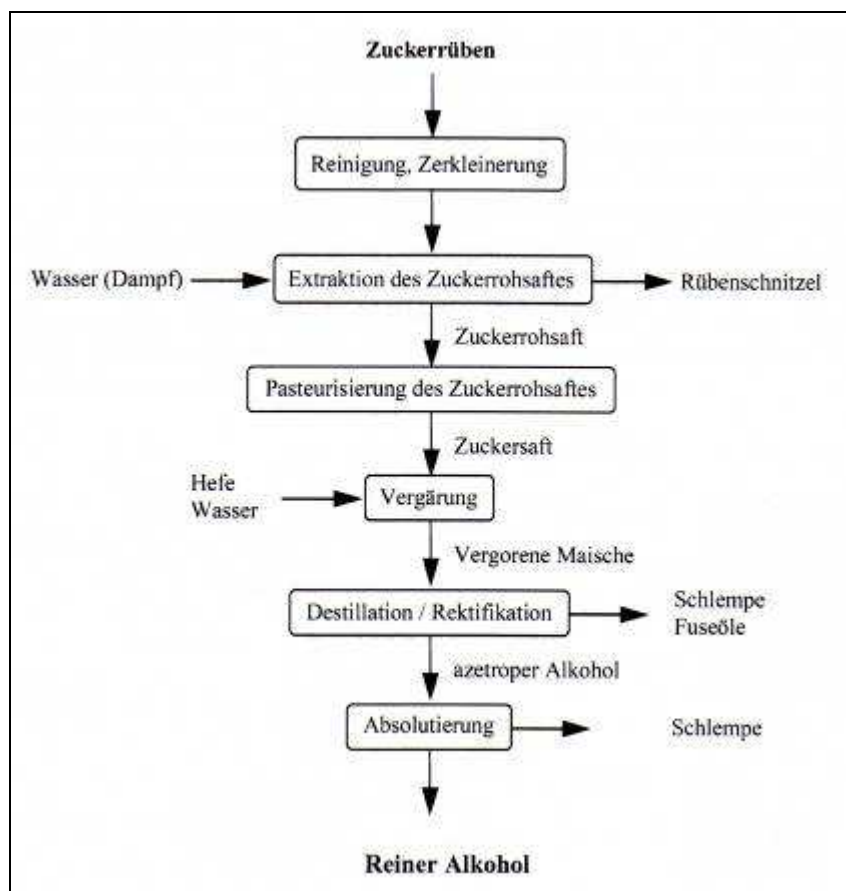 Zuckerrüben
Reinigung, Zerkleinerung
Wasser (Dampf)
Extraktion des Zuckerrohsaftes
Rübenschnitzel
Zuckerrohsaft
Pasteurisierung des Zuckerrohsaftes
Zuckersaft
Hefe
Wasser
Vergärung
Vergorene Maische
Destillation / Rektifikation
Schlempe
Fuseöle
azetroper Alkohol
Absolutierung
Schlempe
Reiner Alkohol